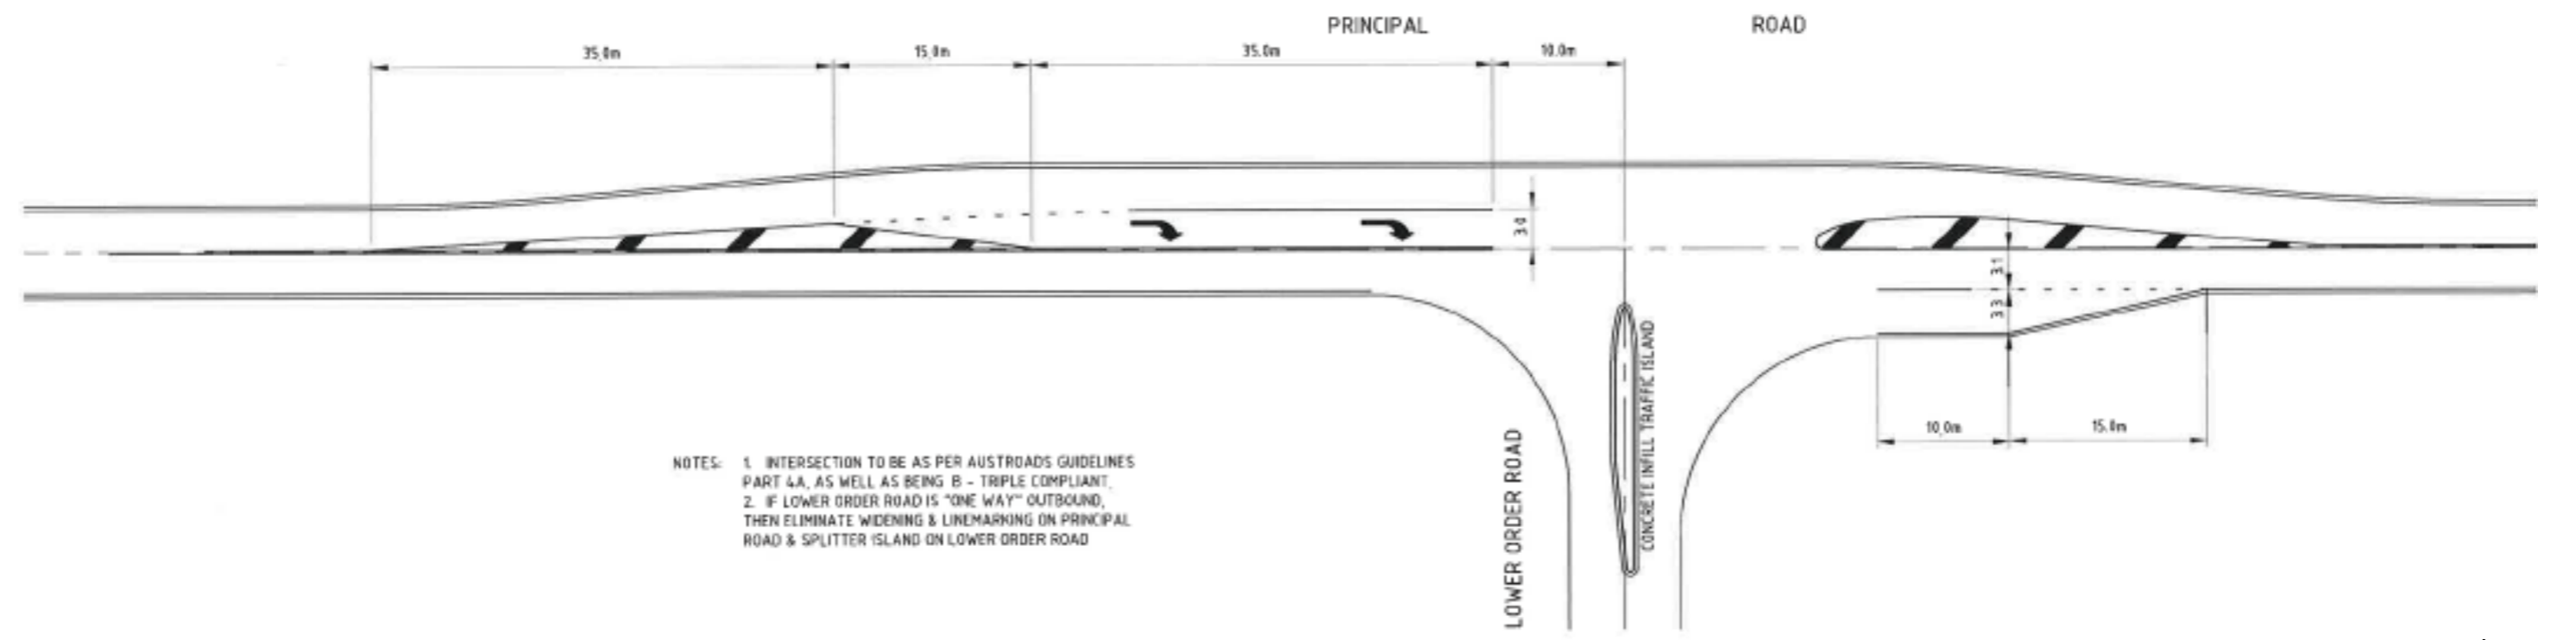 PRINCIPAL ROAD
35.0m 15.0m 35.0m 10.0m
3.0
3.1
3.3
10.0m 15.0m
CONCRETE INFILL TRAFFIC ISLAND
LOWER ORDER ROAD
NOTES: 1. INTERSECTION TO BE AS PER AUSTROADS GUIDELINES
PART 4A, AS WELL AS BEING B - TRIPLE COMPLIANT.
2. IF LOWER ORDER ROAD IS "ONE WAY" OUTBOUND,
THEN ELIMINATE WIDENING & LINEMARKING ON PRINCIPAL
ROAD & SPLITTER ISLAND ON LOWER ORDER ROAD